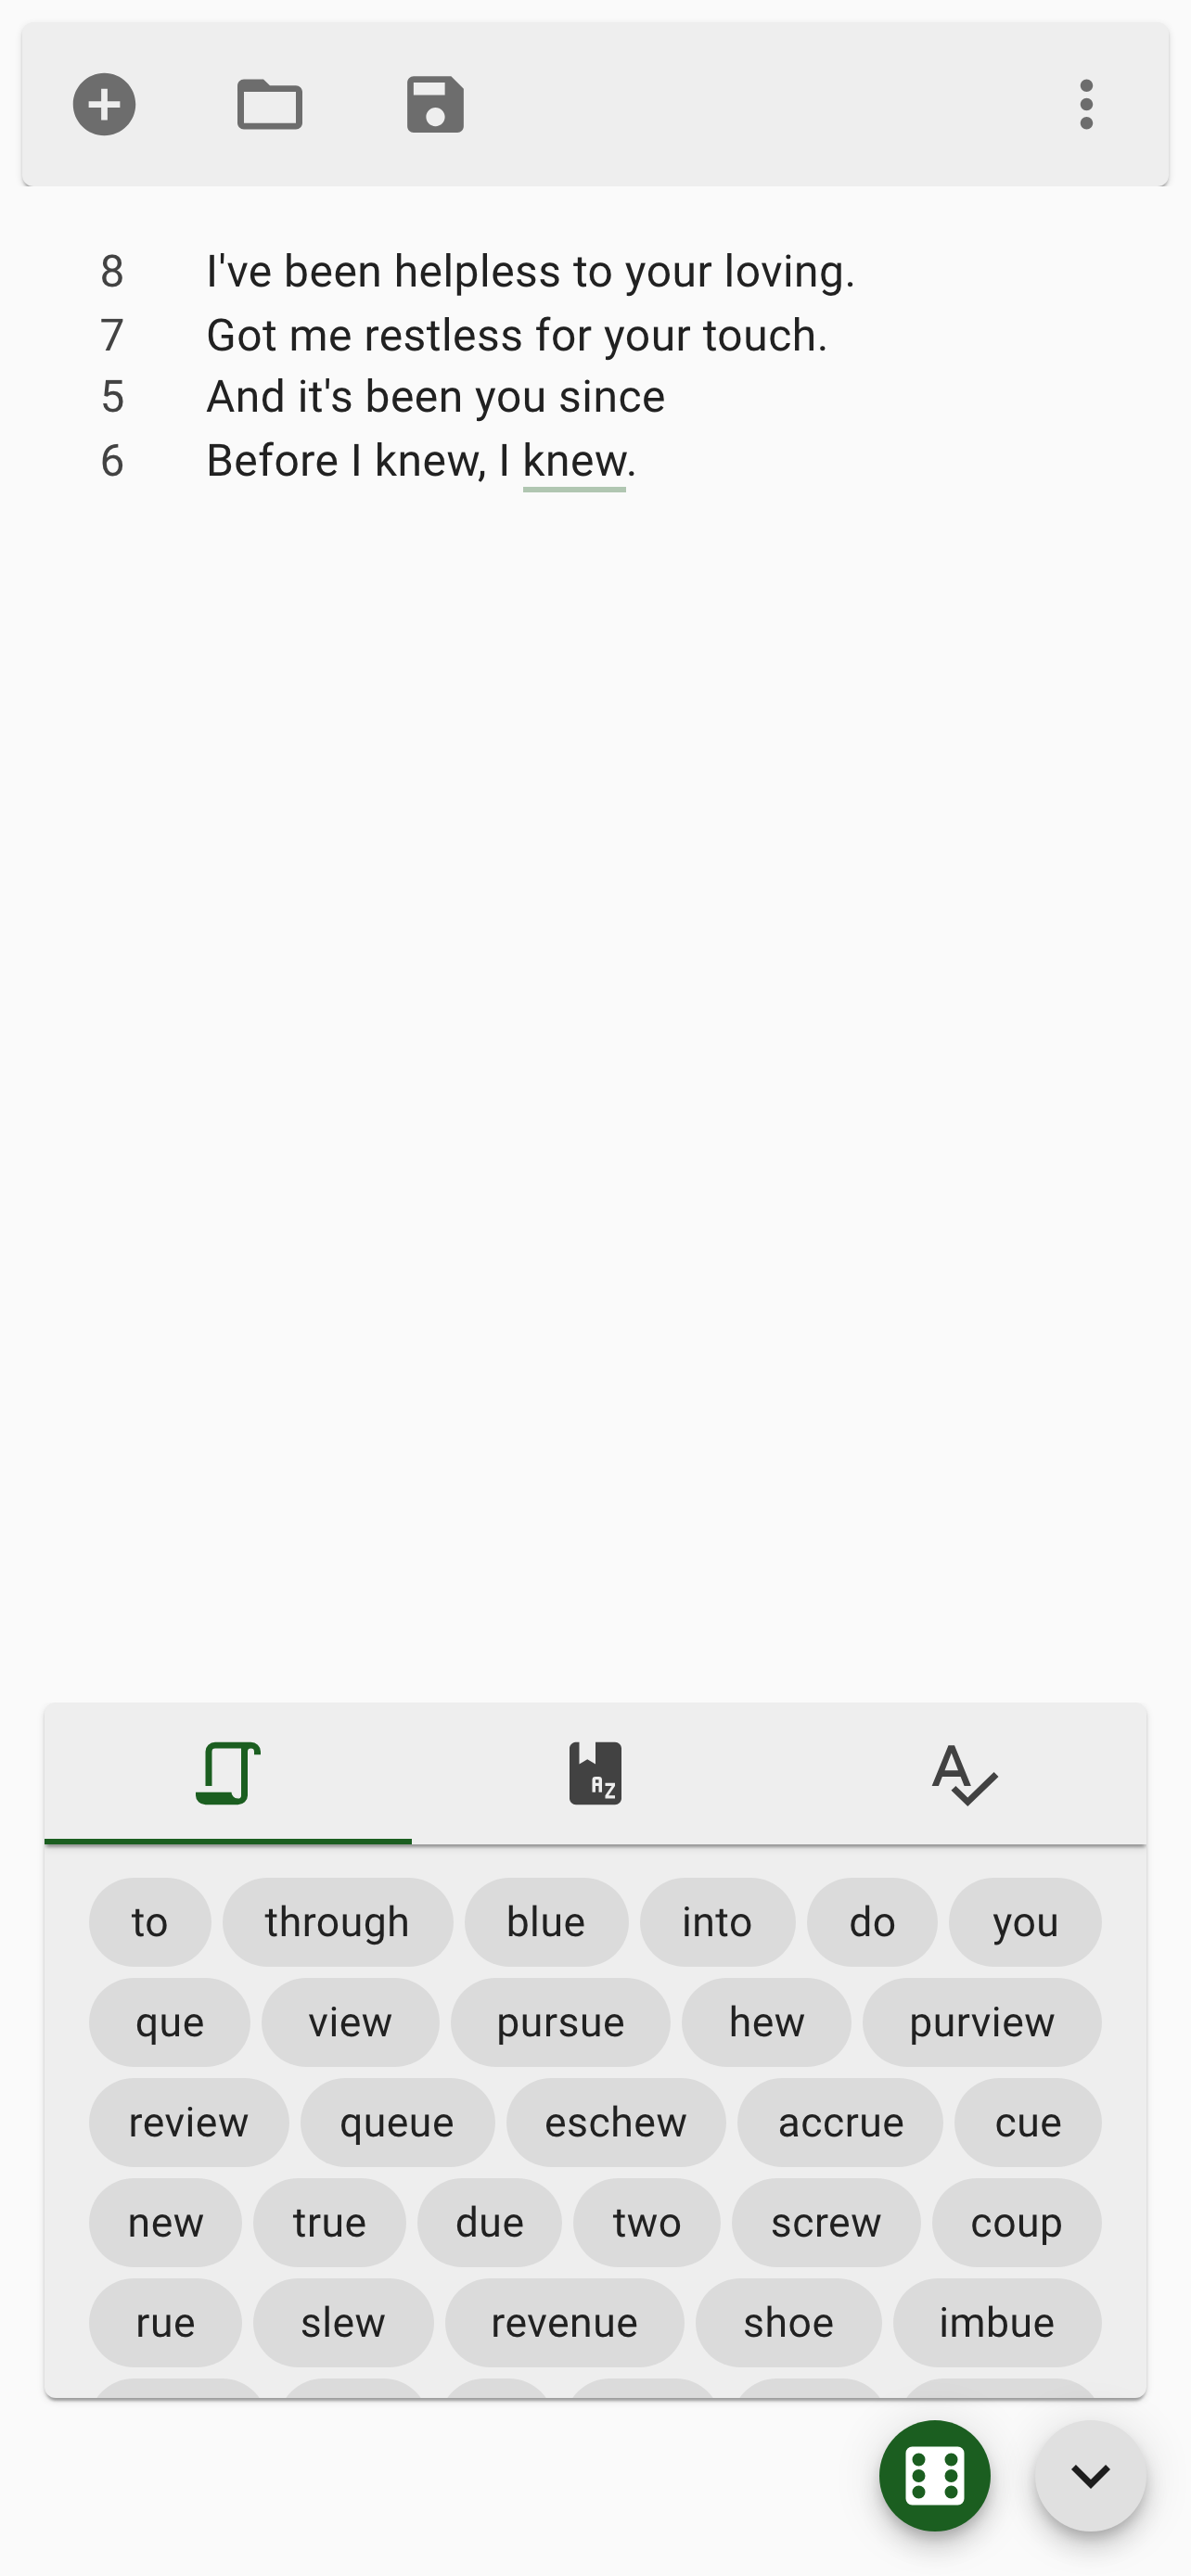 8 I've been helpless to your loving.
7 Got me restless for your touch.
5 And it's been you since
6 Before I knew, I knew.
to through blue into do you
que view pursue hew purview
review queue eschew accrue cue
new true due two screw coup
rue slew revenue shoe imbue